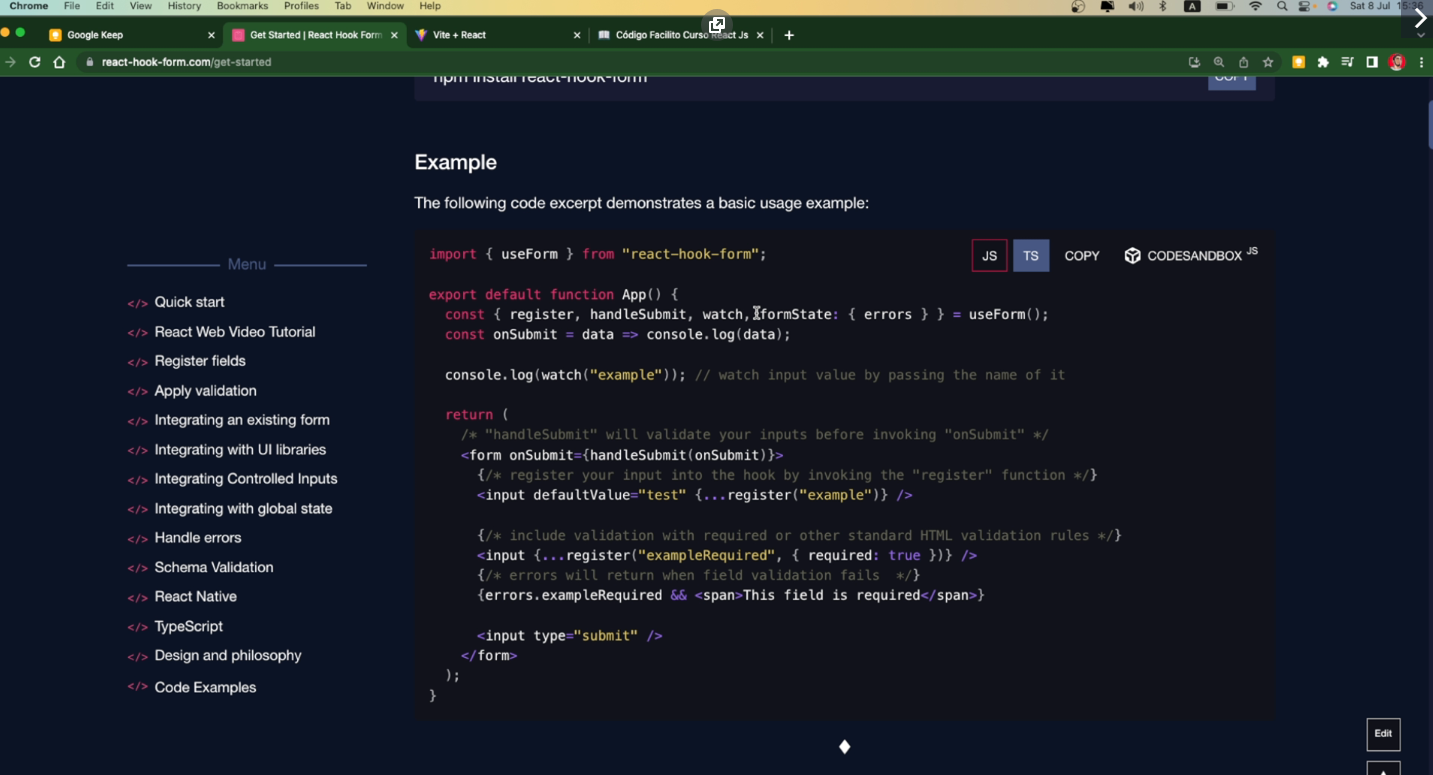 Chrome File Edit View History Bookmarks Profiles Tab Window Help A Sat 8 Jul 15:36
Google Keep × Get Started | React Hook Form × Vite + React × Código Facilito Curso React Js × +
react-hook-form.com/get-started
npm install react-hook-form COPY
Example
The following code excerpt demonstrates a basic usage example:
JS TS COPY CODESANDBOX JS
import { useForm } from "react-hook-form";
export default function App() {
const { register, handleSubmit, watch, formState: { errors } } = useForm();
const onSubmit = data => console.log(data);
console.log(watch("example")); // watch input value by passing the name of it
return (
/* "handleSubmit" will validate your inputs before invoking "onSubmit" */
<form onSubmit={handleSubmit(onSubmit)}>
{/* register your input into the hook by invoking the "register" function */}
<input defaultValue="test" {...register("example")} />
{/* include validation with required or other standard HTML validation rules */}
<input {...register("exampleRequired", { required: true })} />
{/* errors will return when field validation fails */}
{errors.exampleRequired && <span>This field is required</span>}
<input type="submit" />
</form>
);
}
Menu
</> Quick start
</> React Web Video Tutorial
</> Register fields
</> Apply validation
</> Integrating an existing form
</> Integrating with UI libraries
</> Integrating Controlled Inputs
</> Integrating with global state
</> Handle errors
</> Schema Validation
</> React Native
</> TypeScript
</> Design and philosophy
</> Code Examples
Edit